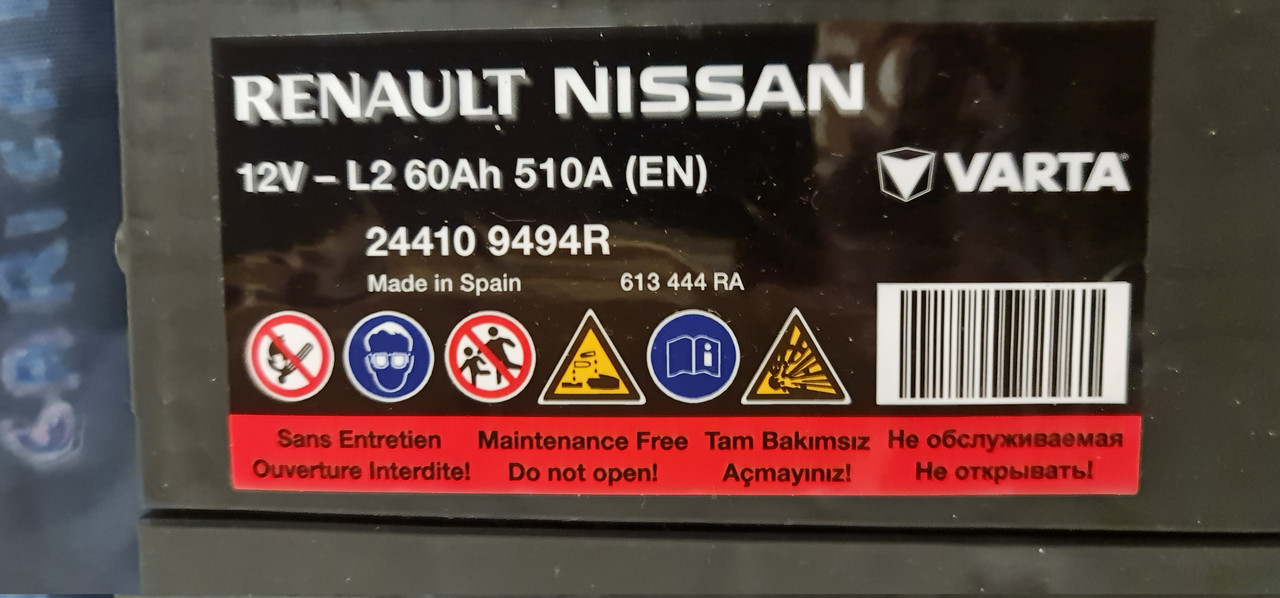 RENAULT NISSAN
12V – L2 60Ah 510A (EN)
VARTA®
24410 9494R
Made in Spain 613 444 RA
Sans Entretien
Ouverture Interdite!
Maintenance Free
Do not open!
Tam Bakımsız
Açmayınız!
Не обслуживаемая
Не открывать!